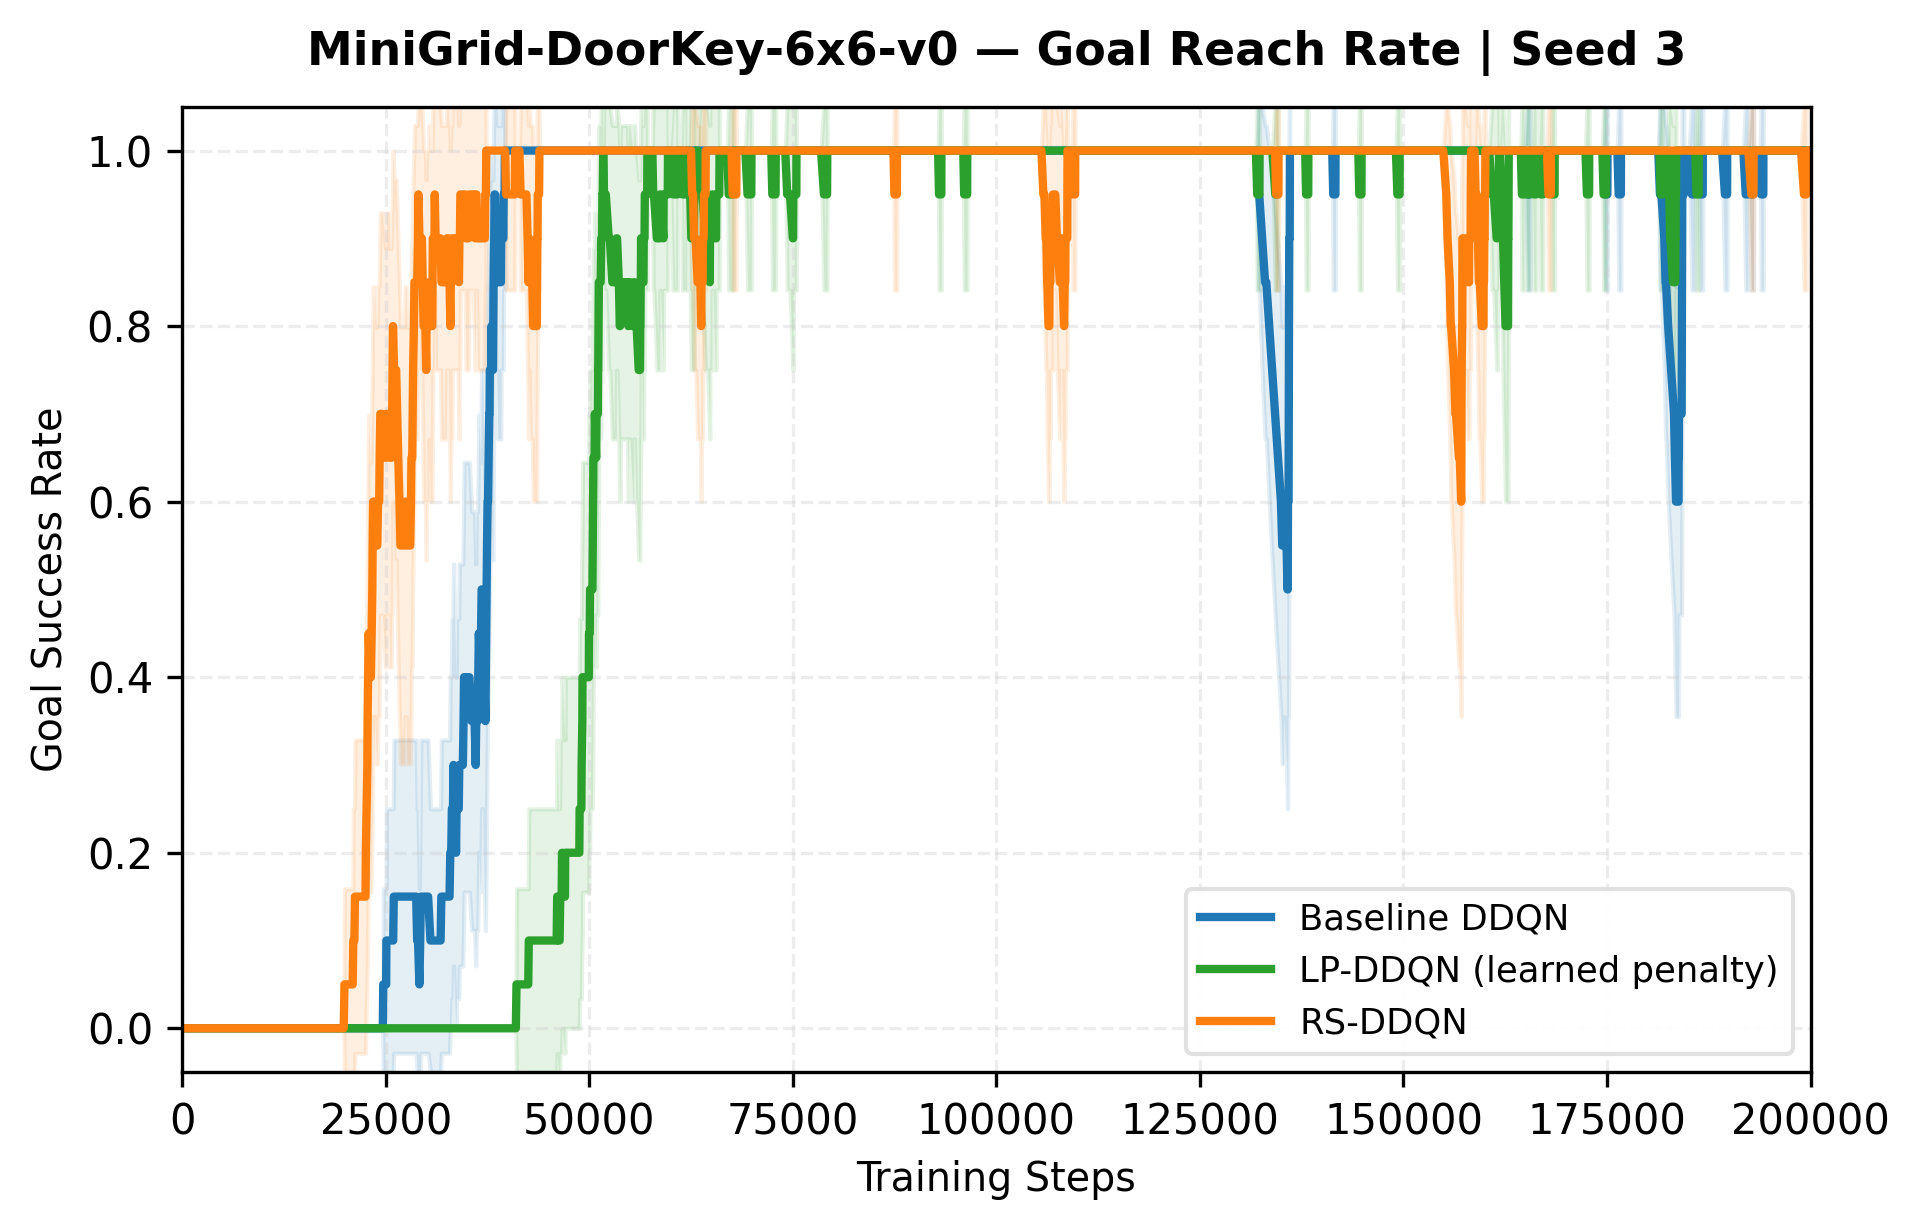 MiniGrid-DoorKey-6x6-v0 — Goal Reach Rate | Seed 3
Goal Success Rate
1.0
0.8
0.6
0.4
0.2
0.0
Baseline DDQN
LP-DDQN (learned penalty)
RS-DDQN
0 25000 50000 75000 100000 125000 150000 175000 200000
Training Steps